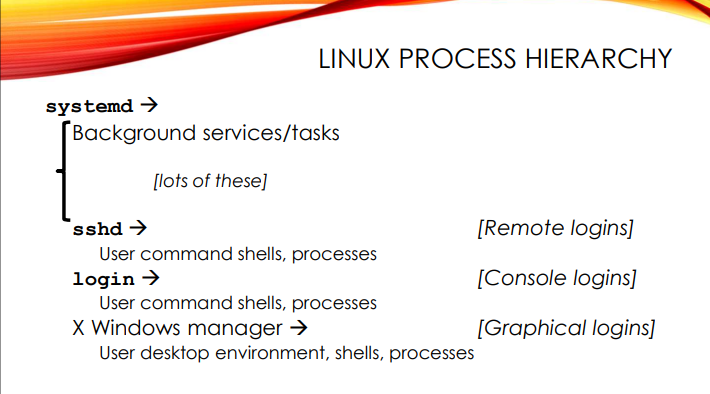 LINUX PROCESS HIERARCHY
systemd →
Background services/tasks
[lots of these]
sshd → [Remote logins]
User command shells, processes
login → [Console logins]
User command shells, processes
X Windows manager → [Graphical logins]
User desktop environment, shells, processes